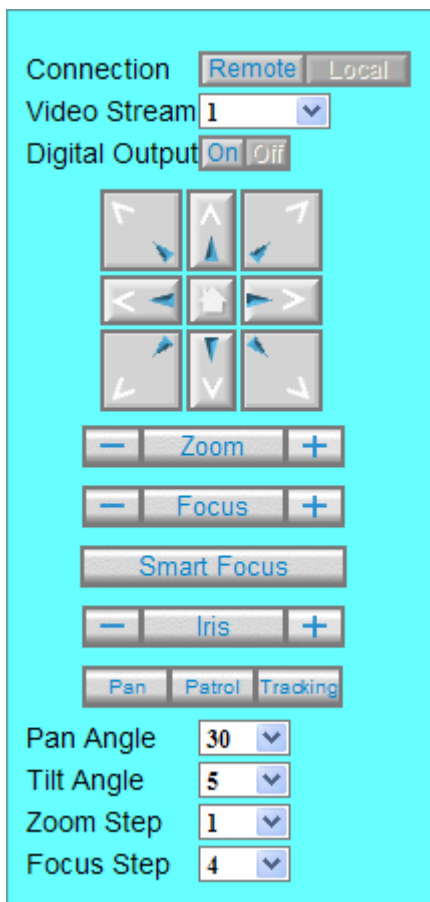 Connection Remote Local
Video Stream 1
Digital Output On Off
− Zoom +
− Focus +
Smart Focus
− Iris +
Pan Patrol Tracking
Pan Angle 30
Tilt Angle 5
Zoom Step 1
Focus Step 4